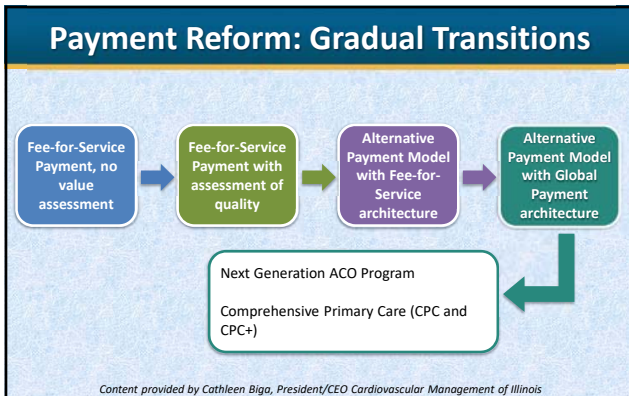 Payment Reform: Gradual Transitions
Fee-for-Service
Payment, no
value
assessment
Fee-for-Service
Payment with
assessment of
quality
Alternative
Payment Model
with Fee-for-
Service
architecture
Alternative
Payment Model
with Global
Payment
architecture
Next Generation ACO Program
Comprehensive Primary Care (CPC and
CPC+)
Content provided by Cathleen Biga, President/CEO Cardiovascular Management of Illinois